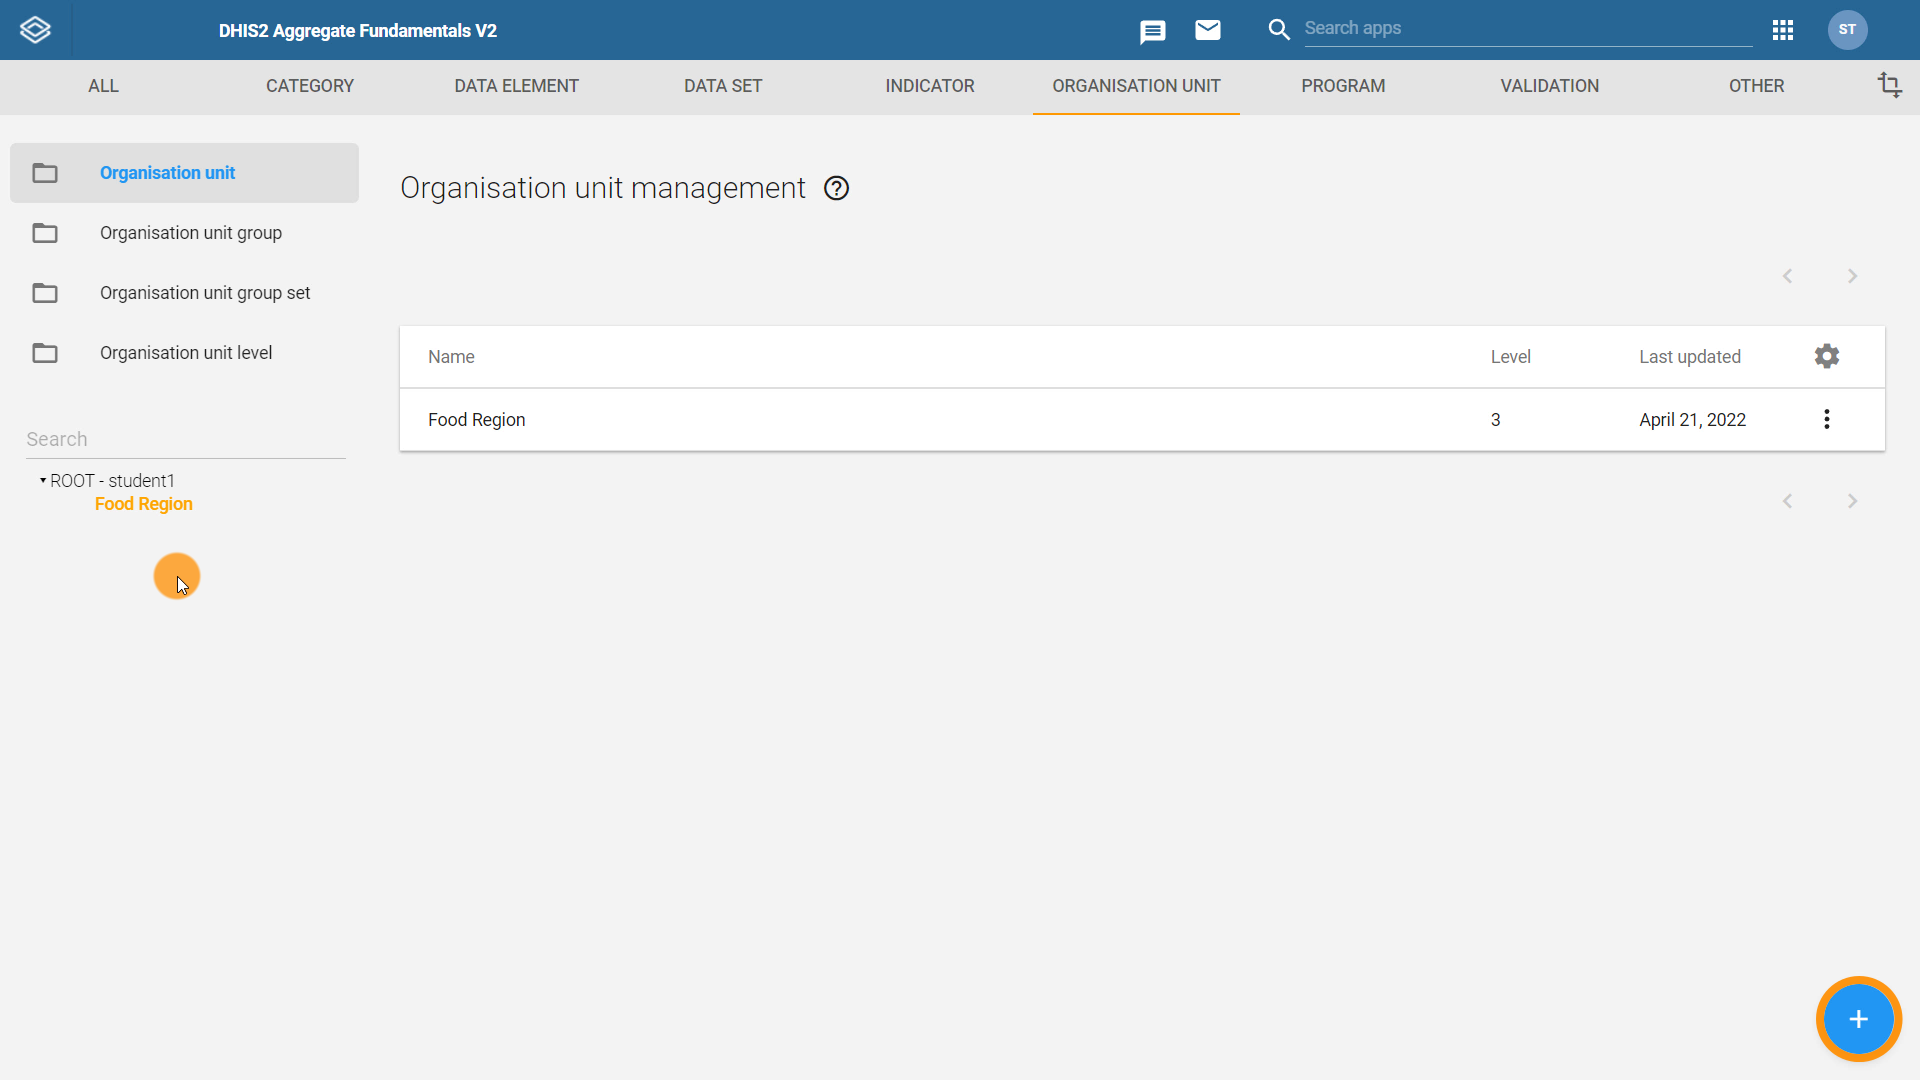 DHIS2 Aggregate Fundamentals V2
Search apps
ST
ALL
CATEGORY
DATA ELEMENT
DATA SET
INDICATOR
ORGANISATION UNIT
PROGRAM
VALIDATION
OTHER
Organisation unit
Organisation unit group
Organisation unit group set
Organisation unit level
Search
ROOT - student1
Food Region
Organisation unit management
Name Level Last updated
Food Region 3 April 21, 2022